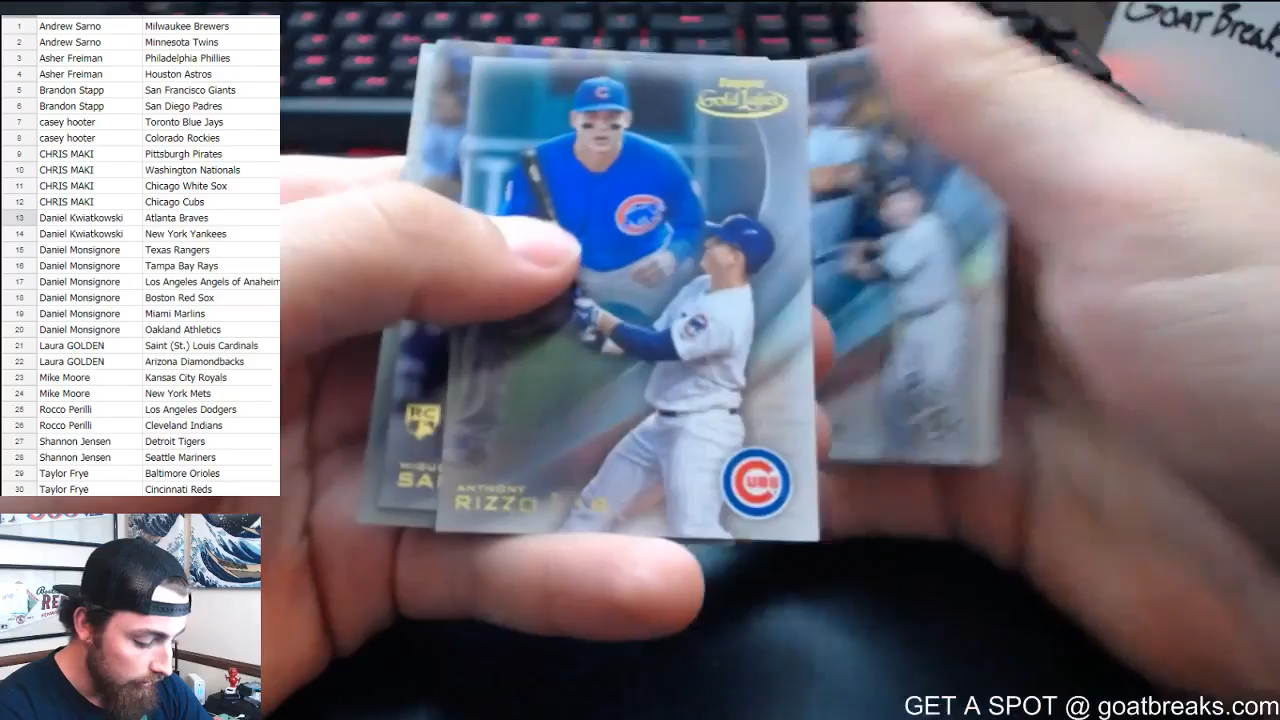 1 Andrew Sarno Milwaukee Brewers
2 Andrew Sarno Minnesota Twins
3 Asher Freiman Philadelphia Phillies
4 Asher Freiman Houston Astros
5 Brandon Stapp San Francisco Giants
6 Brandon Stapp San Diego Padres
7 casey hooter Toronto Blue Jays
8 casey hooter Colorado Rockies
9 CHRIS MAKI Pittsburgh Pirates
10 CHRIS MAKI Washington Nationals
11 CHRIS MAKI Chicago White Sox
12 CHRIS MAKI Chicago Cubs
13 Daniel Kwiatkowski Atlanta Braves
14 Daniel Kwiatkowski New York Yankees
15 Daniel Monsignore Texas Rangers
16 Daniel Monsignore Tampa Bay Rays
17 Daniel Monsignore Los Angeles Angels of Anaheim
18 Daniel Monsignore Boston Red Sox
19 Daniel Monsignore Miami Marlins
20 Daniel Monsignore Oakland Athletics
21 Laura GOLDEN Saint (St.) Louis Cardinals
22 Laura GOLDEN Arizona Diamondbacks
23 Mike Moore Kansas City Royals
24 Mike Moore New York Mets
25 Rocco Perilli Los Angeles Dodgers
26 Rocco Perilli Cleveland Indians
27 Shannon Jensen Detroit Tigers
28 Shannon Jensen Seattle Mariners
29 Taylor Frye Baltimore Orioles
30 Taylor Frye Cincinnati Reds
GOAT Break
Topps
Gold Label
C
RC
SA
ANTHONY
RIZZO
CUBS
GET A SPOT @ goatbreaks.com